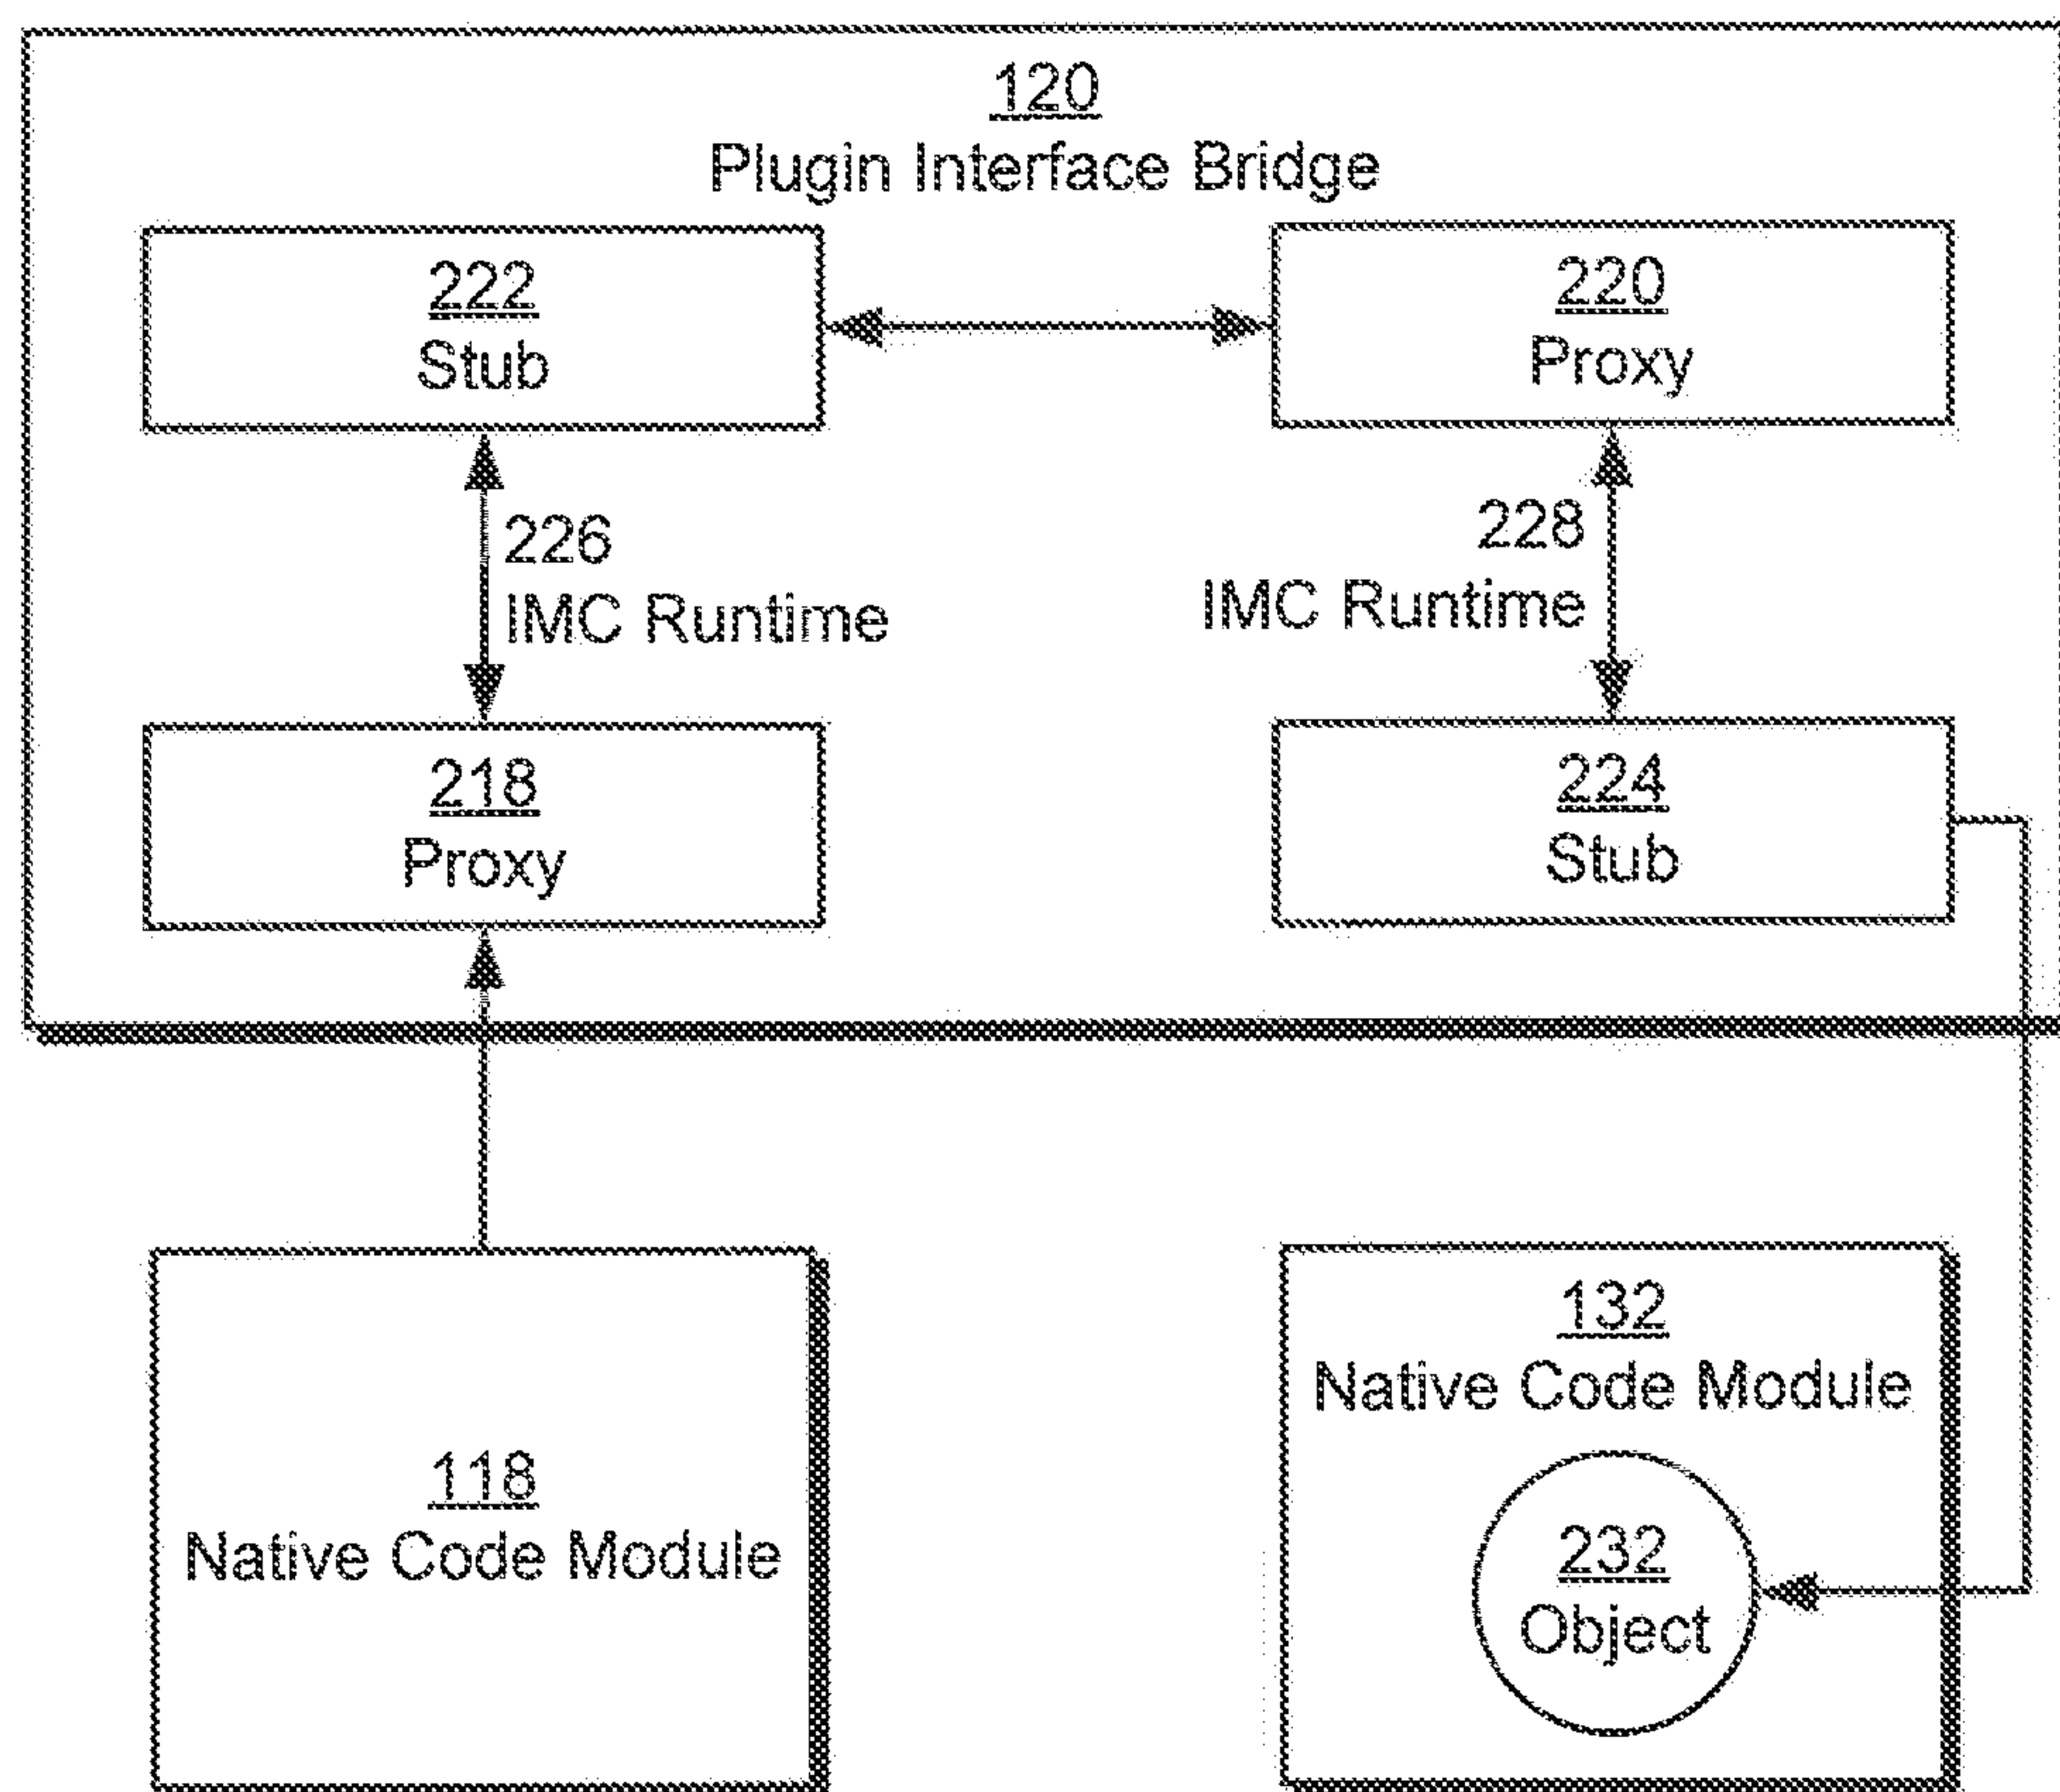 120
Plugin Interface Bridge
222
Stub
220
Proxy
226
IMC Runtime
228
IMC Runtime
218
Proxy
224
Stub
118
Native Code Module
132
Native Code Module
232
Object